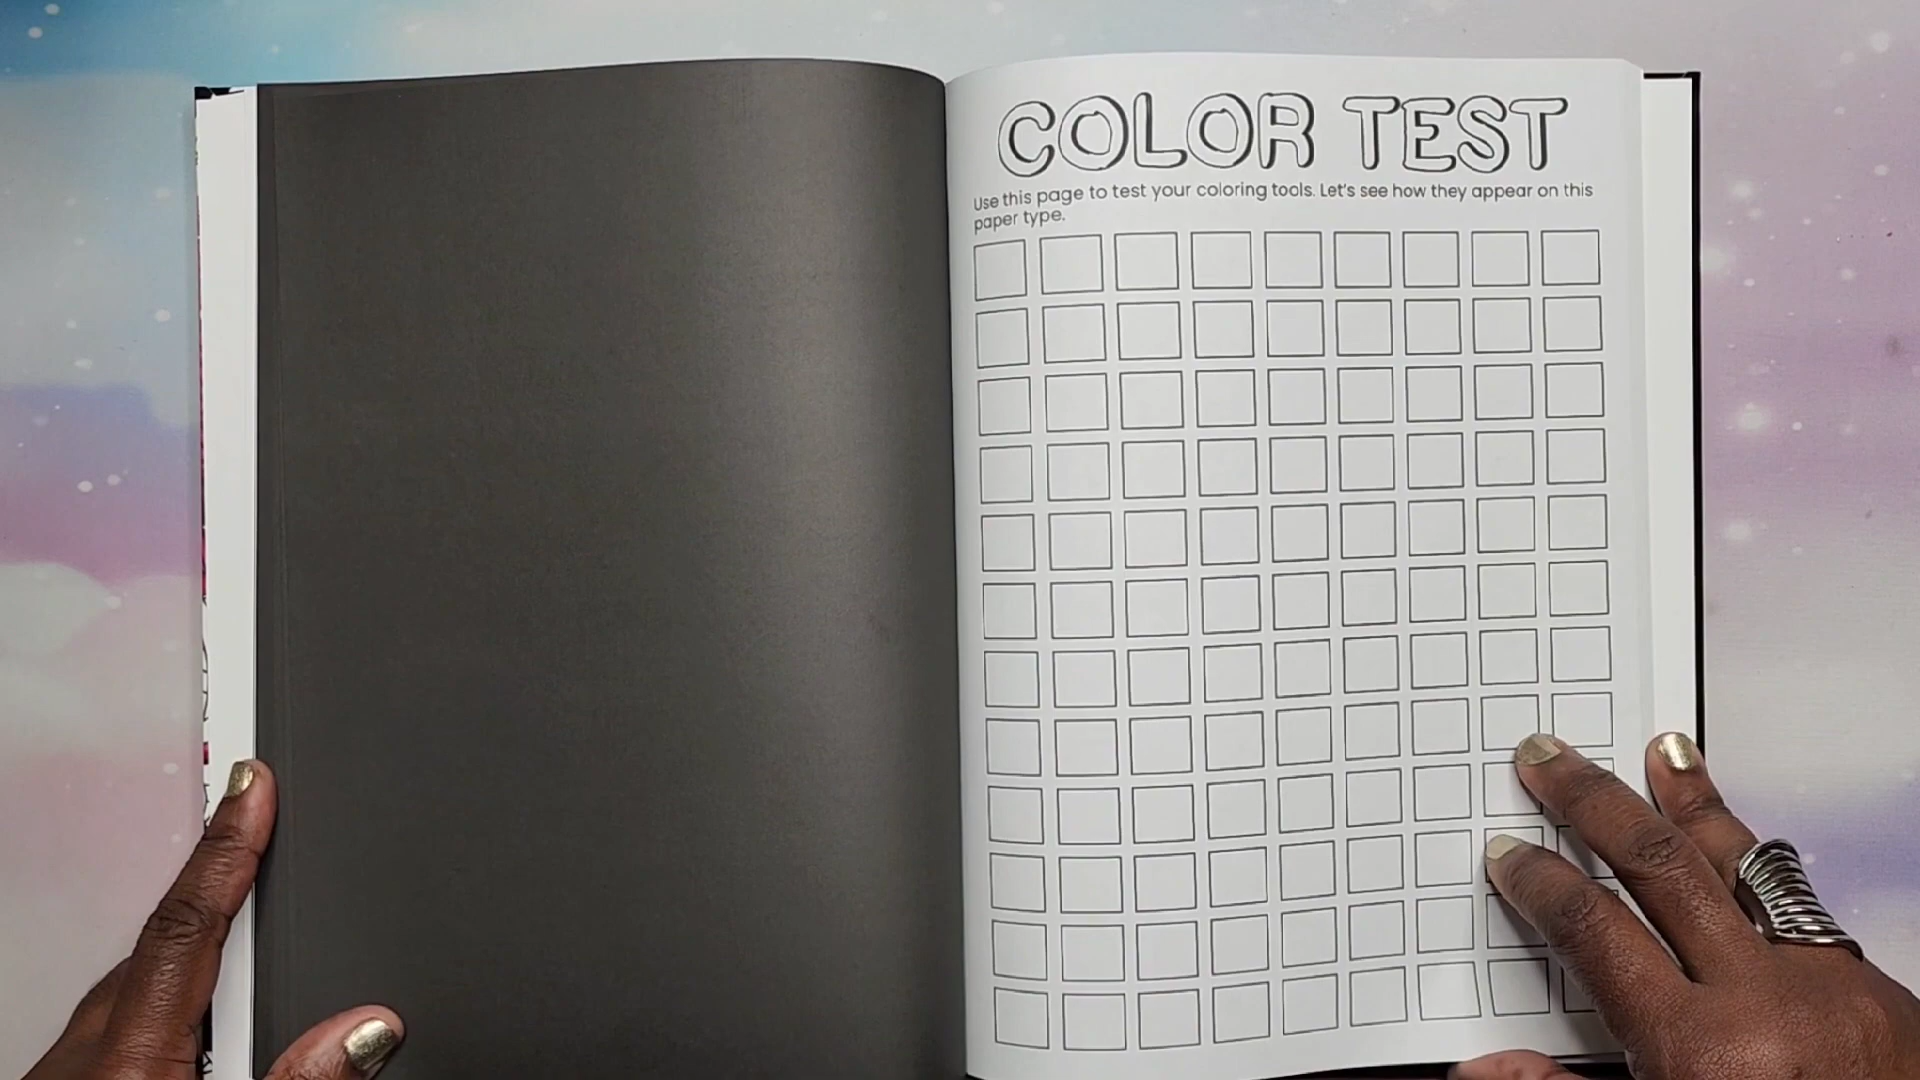 COLOR TEST
Use this page to test your coloring tools. Let's see how they appear on this
paper type.